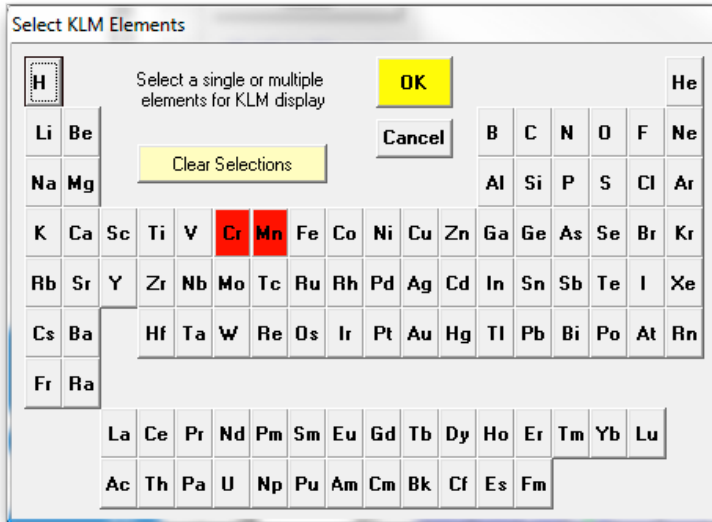 Select KLM Elements
H Select a single or multiple OK He
elements for KLM display
Li Be Cancel B C N O F Ne
Clear Selections
Na Mg Al Si P S Cl Ar
K Ca Sc Ti V Cr Mn Fe Co Ni Cu Zn Ga Ge As Se Br Kr
Rb Sr Y Zr Nb Mo Tc Ru Rh Pd Ag Cd In Sn Sb Te I Xe
Cs Ba Hf Ta W Re Os Ir Pt Au Hg Tl Pb Bi Po At Rn
Fr Ra
La Ce Pr Nd Pm Sm Eu Gd Tb Dy Ho Er Tm Yb Lu
Ac Th Pa U Np Pu Am Cm Bk Cf Es Fm